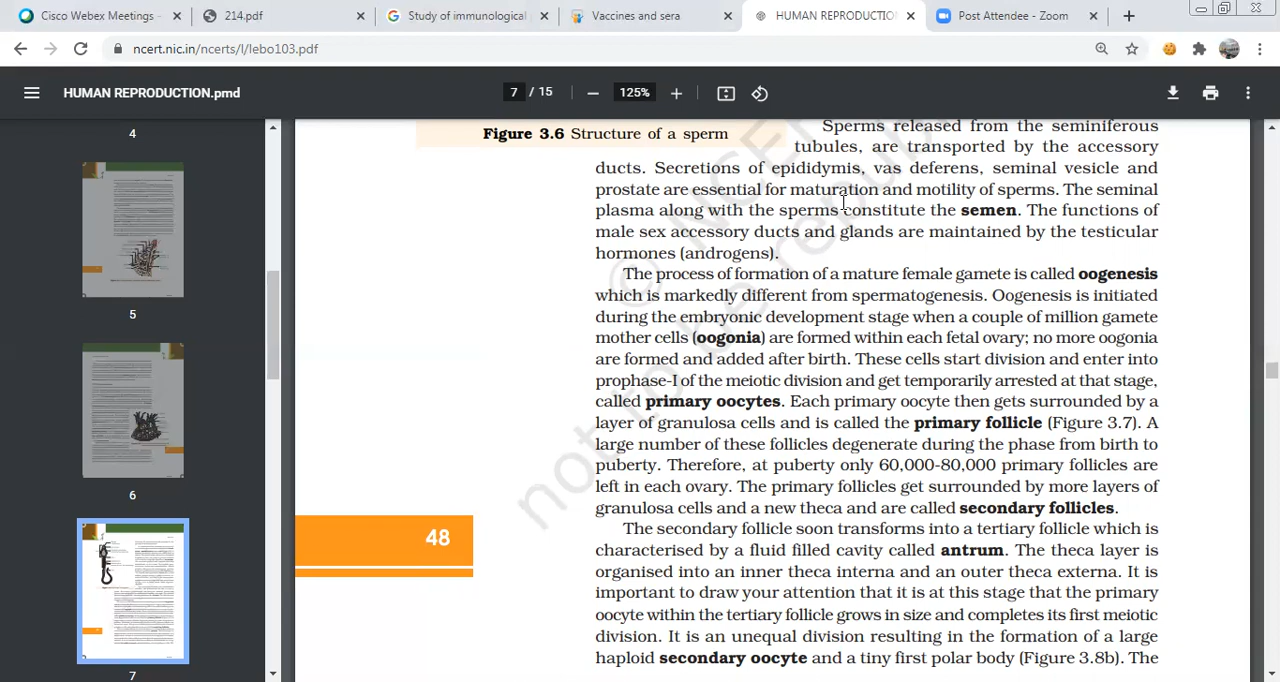 Cisco Webex Meetings -
214.pdf
Study of immunological
Vaccines and sera
HUMAN REPRODUCTION
Post Attendee - Zoom
ncert.nic.in/ncerts/l/lebo103.pdf
HUMAN REPRODUCTION.pmd
7 / 15
125%
4
5
6
7
Figure 3.6 Structure of a sperm
Sperms released from the seminiferous
tubules, are transported by the accessory
ducts. Secretions of epididymis, vas deferens, seminal vesicle and
prostate are essential for maturation and motility of sperms. The seminal
plasma along with the sperms constitute the semen. The functions of
male sex accessory ducts and glands are maintained by the testicular
hormones (androgens).
The process of formation of a mature female gamete is called oogenesis
which is markedly different from spermatogenesis. Oogenesis is initiated
during the embryonic development stage when a couple of million gamete
mother cells (oogonia) are formed within each fetal ovary; no more oogonia
are formed and added after birth. These cells start division and enter into
prophase-I of the meiotic division and get temporarily arrested at that stage,
called primary oocytes. Each primary oocyte then gets surrounded by a
layer of granulosa cells and is called the primary follicle (Figure 3.7). A
large number of these follicles degenerate during the phase from birth to
puberty. Therefore, at puberty only 60,000-80,000 primary follicles are
left in each ovary. The primary follicles get surrounded by more layers of
granulosa cells and a new theca and are called secondary follicles.
The secondary follicle soon transforms into a tertiary follicle which is
characterised by a fluid filled cavity called antrum. The theca layer is
organised into an inner theca interna and an outer theca externa. It is
important to draw your attention that it is at this stage that the primary
oocyte within the tertiary follicle grows in size and completes its first meiotic
division. It is an unequal division resulting in the formation of a large
haploid secondary oocyte and a tiny first polar body (Figure 3.8b). The
48
© NCERT
not to be republ